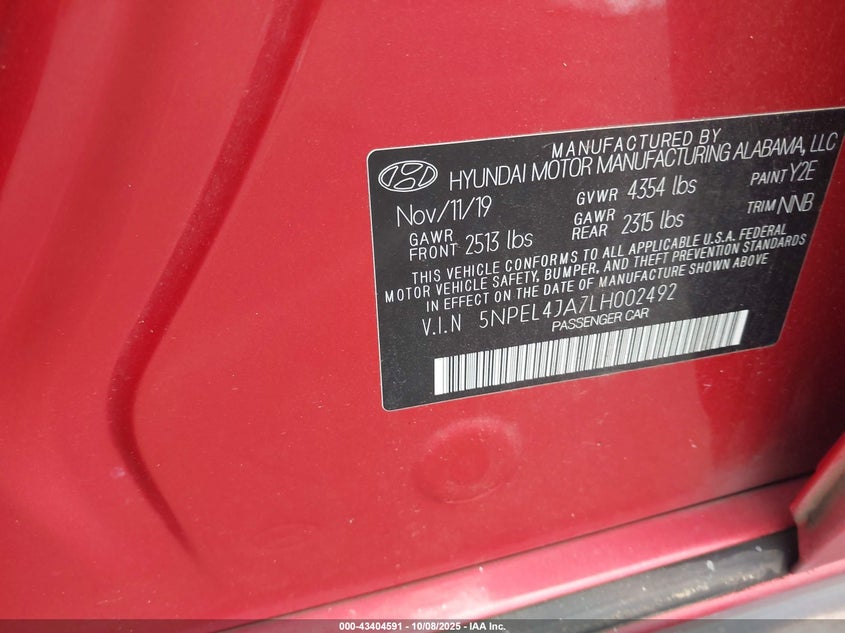 MANUFACTURED BY
HYUNDAI MOTOR MANUFACTURING ALABAMA, LLC
Nov/11/19 GVWR 4354 lbs PAINT Y2E
GAWR FRONT 2513 lbs GAWR REAR 2315 lbs TRIM NNB
THIS VEHICLE CONFORMS TO ALL APPLICABLE U.S.A. FEDERAL
MOTOR VEHICLE SAFETY, BUMPER, AND THEFT PREVENTION STANDARDS
IN EFFECT ON THE DATE OF MANUFACTURE SHOWN ABOVE
V.I.N 5NPEL4JA7LH002492
PASSENGER CAR
000-43404591 - 10/08/2025 - IAA Inc.